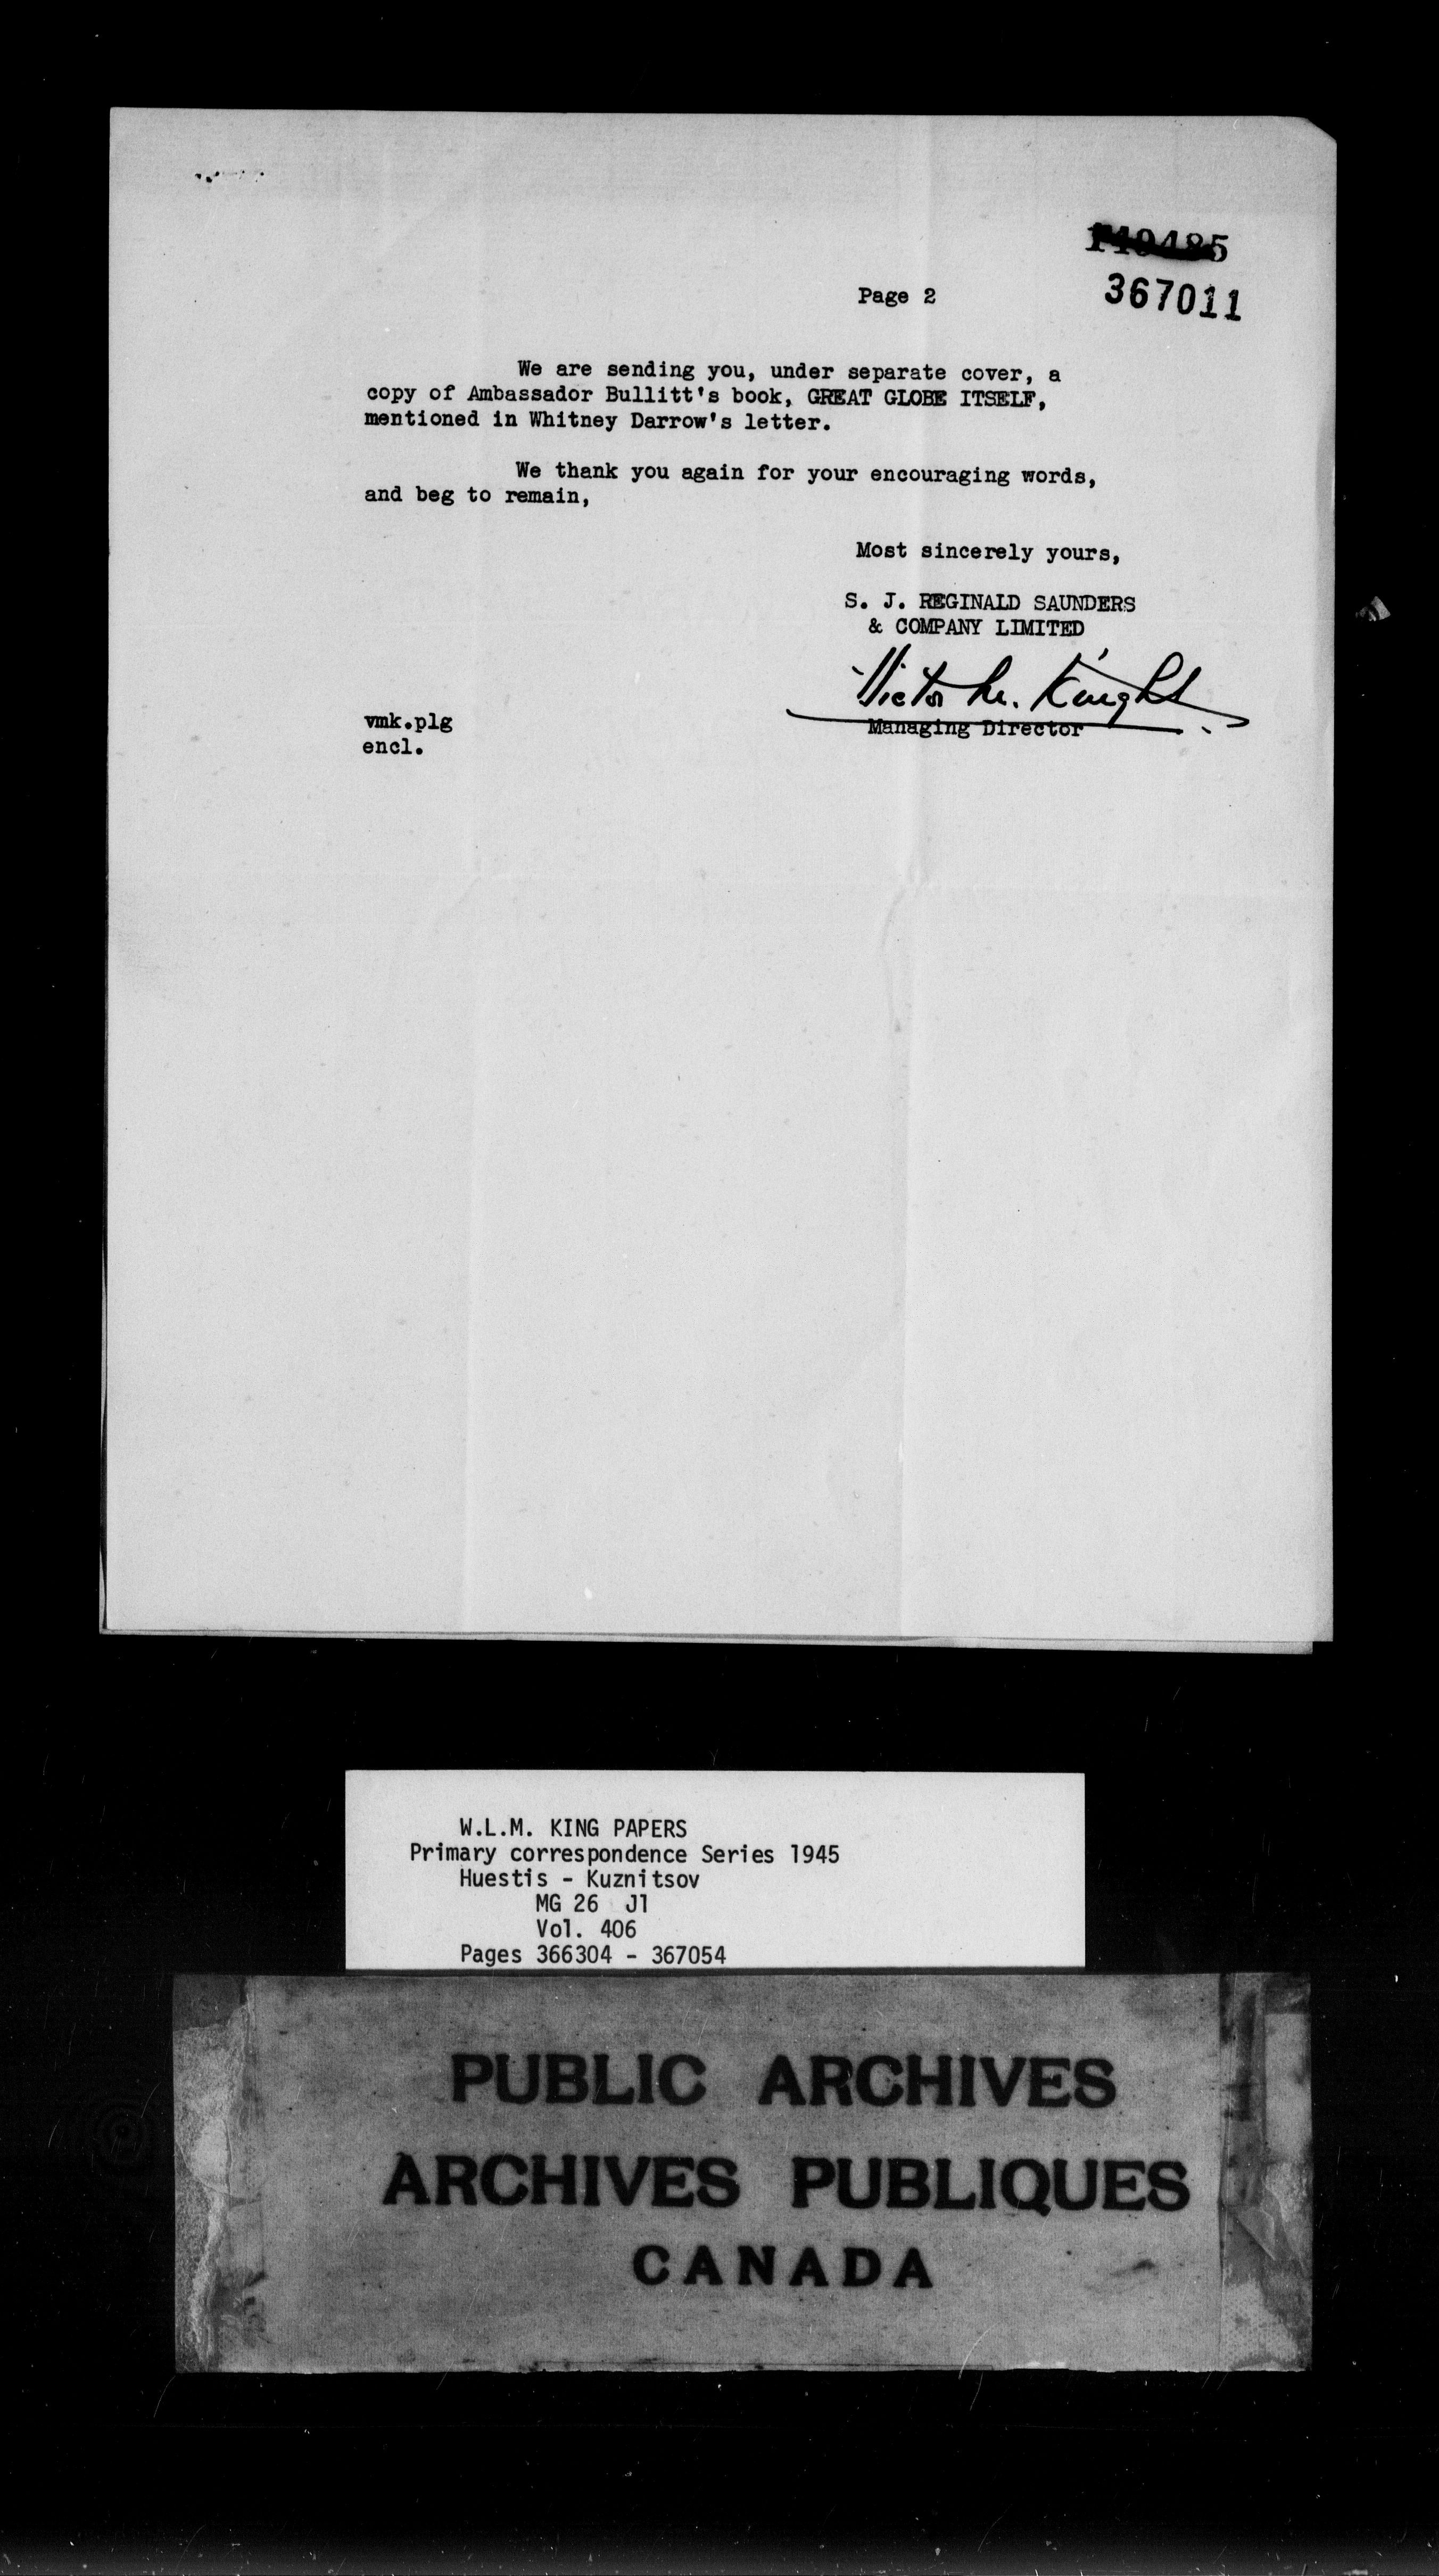 149485
367011
Page 2
We are sending you, under separate cover, a
copy of Ambassador Bullitt's book, GREAT GLOBE ITSELF,
mentioned in Whitney Darrow's letter.
We thank you again for your encouraging words,
and beg to remain,
Most sincerely yours,
S. J. REGINALD SAUNDERS
& COMPANY LIMITED
Victor M. Knight
Managing Director
vmk.plg
encl.
W.L.M. KING PAPERS
Primary correspondence Series 1945
Huestis - Kuznitsov
MG 26 J1
Vol. 406
Pages 366304 - 367054
PUBLIC ARCHIVES
ARCHIVES PUBLIQUES
CANADA